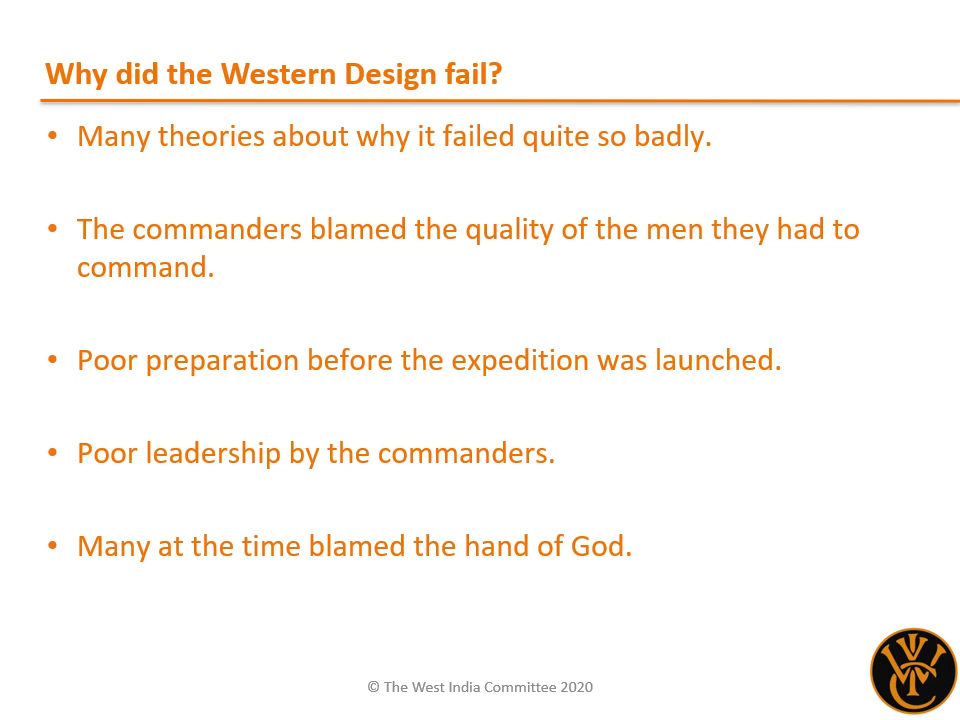 Why did the Western Design fail?
• Many theories about why it failed quite so badly.
• The commanders blamed the quality of the men they had to
command.
• Poor preparation before the expedition was launched.
• Poor leadership by the commanders.
• Many at the time blamed the hand of God.
© The West India Committee 2020
WIC